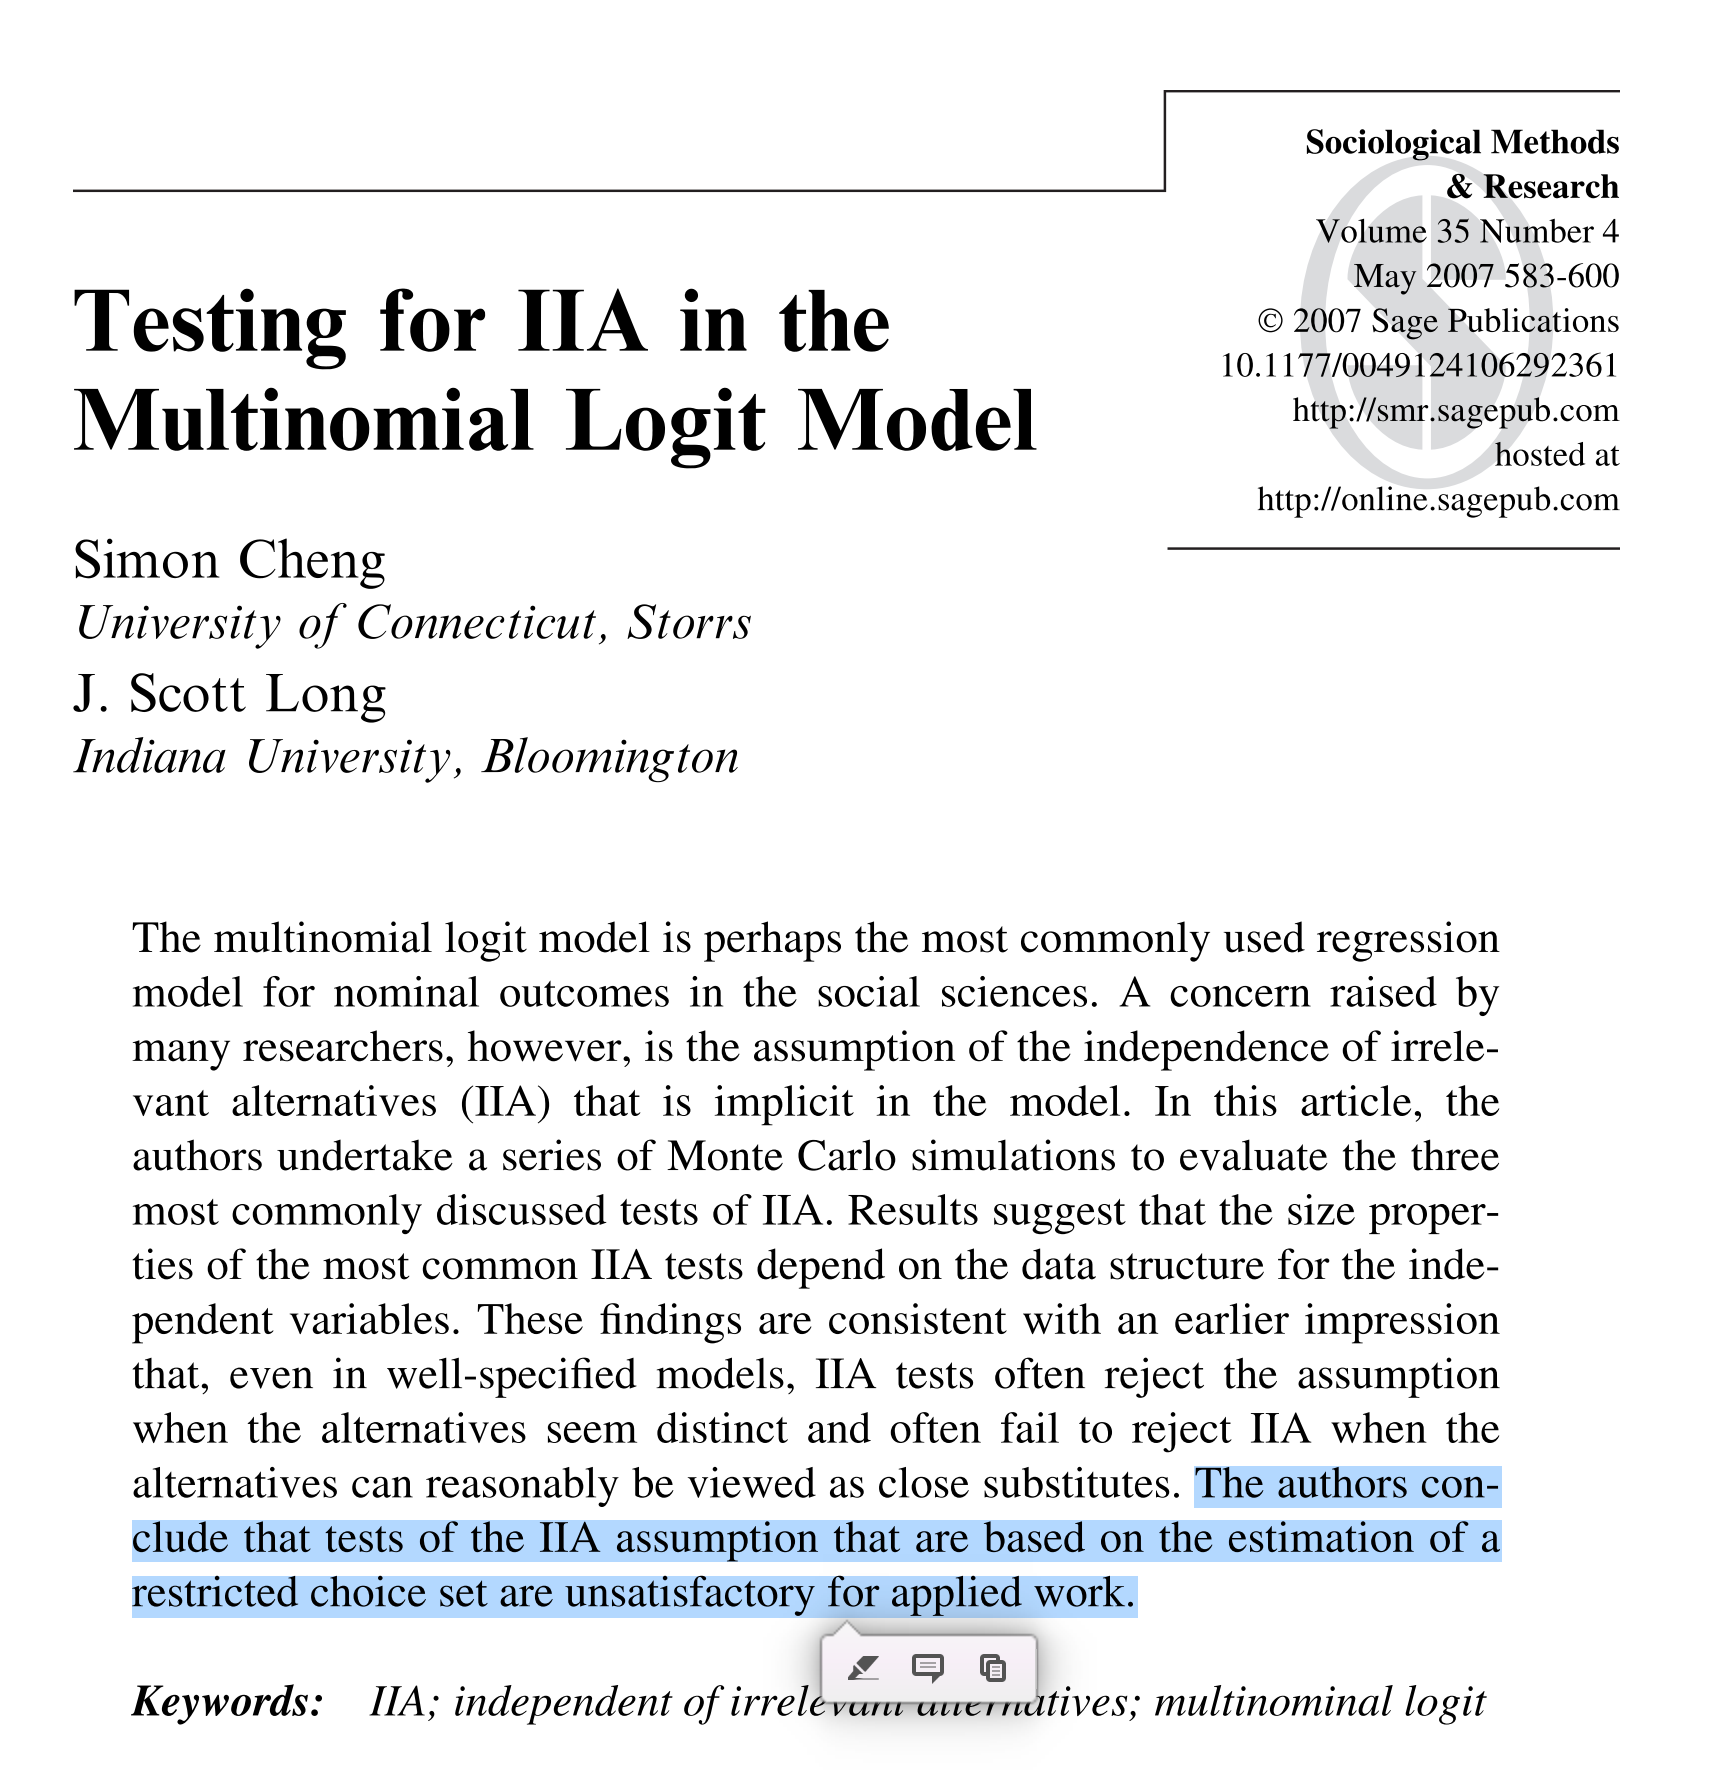 Sociological Methods
& Research
Volume 35 Number 4
May 2007 583-600
© 2007 Sage Publications
10.1177/0049124106292361
http://smr.sagepub.com
hosted at
http://online.sagepub.com
Testing for IIA in the
Multinomial Logit Model
Simon Cheng
University of Connecticut, Storrs
J. Scott Long
Indiana University, Bloomington
The multinomial logit model is perhaps the most commonly used regression
model for nominal outcomes in the social sciences. A concern raised by
many researchers, however, is the assumption of the independence of irrele-
vant alternatives (IIA) that is implicit in the model. In this article, the
authors undertake a series of Monte Carlo simulations to evaluate the three
most commonly discussed tests of IIA. Results suggest that the size proper-
ties of the most common IIA tests depend on the data structure for the inde-
pendent variables. These findings are consistent with an earlier impression
that, even in well-specified models, IIA tests often reject the assumption
when the alternatives seem distinct and often fail to reject IIA when the
alternatives can reasonably be viewed as close substitutes. The authors con-
clude that tests of the IIA assumption that are based on the estimation of a
restricted choice set are unsatisfactory for applied work.
Keywords: IIA; independent of irrelevant alternatives; multinominal logit